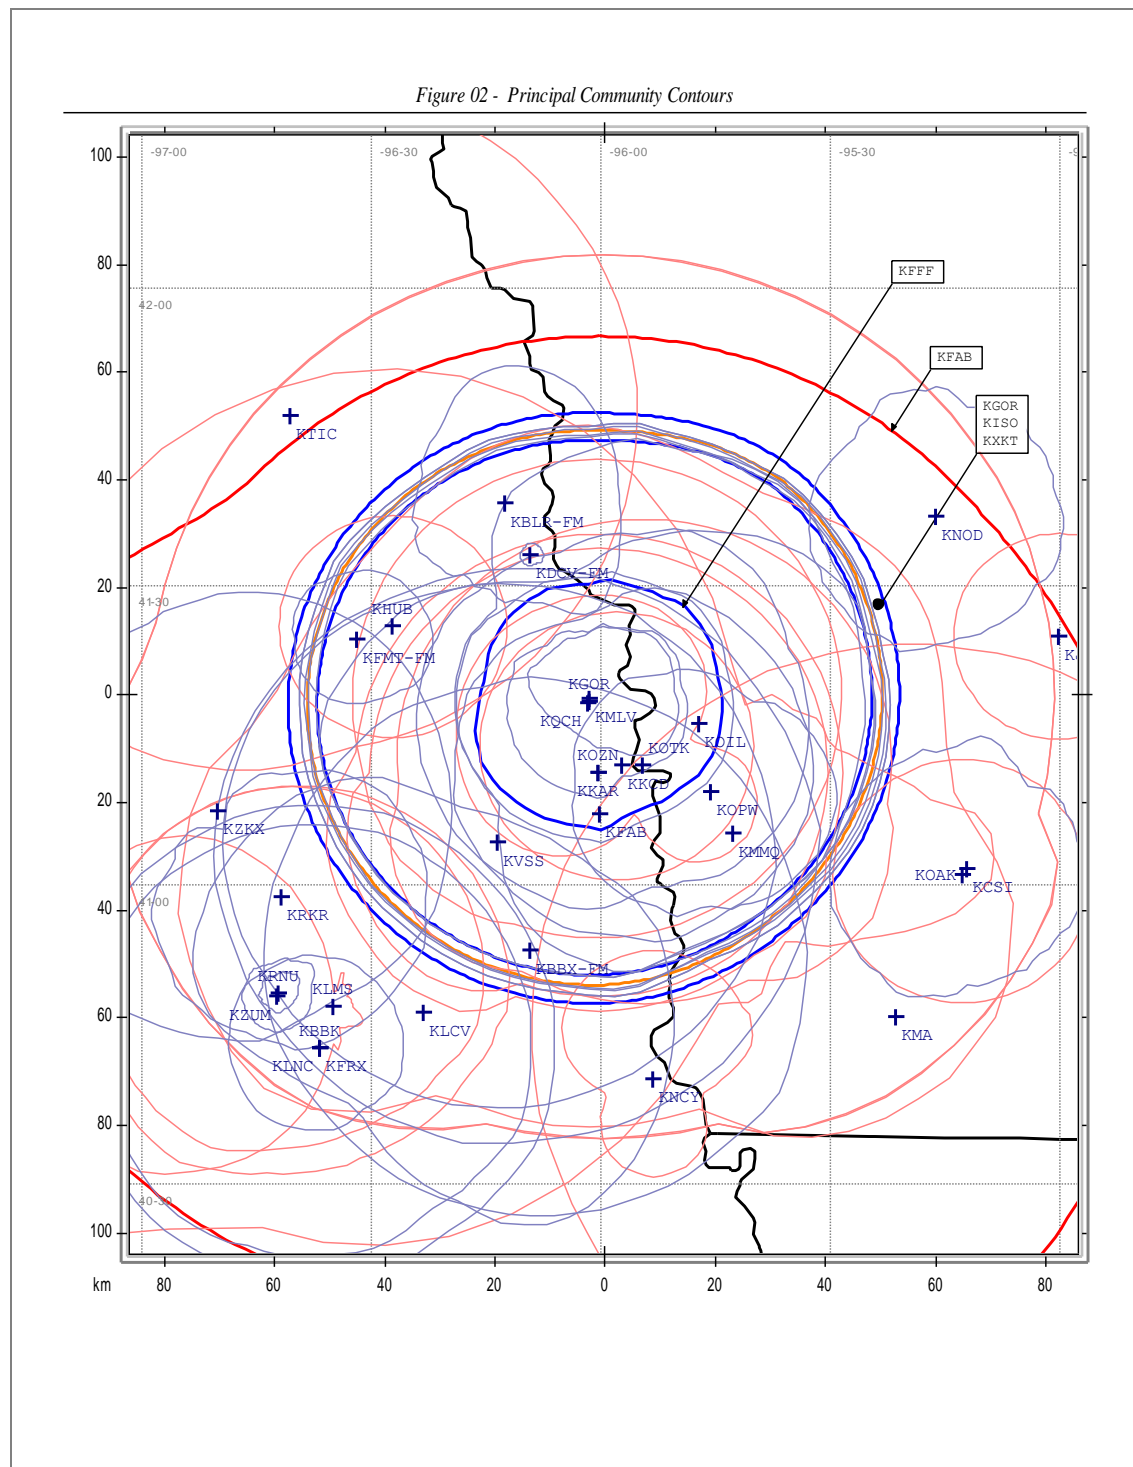 Figure 02 - Principal Community Contours
-97-00
-96-30
-96-00
-95-30
100
80
60
40
20
0
20
40
60
80
100
42-00
41-30
41-00
40-30
KFFF
KFAB
KGOR
KISO
KXKT
KTIC
KBLR-FM
KNOD
KDCV-FM
KHUB
KFMT-FM
KGOR
KQCH
KMLV
KOIL
KOZN
KOTK
KKAR
KKCD
KOPW
KZKX
KFAB
KVSS
KMMQ
KOAK
KCSI
KRKR
KBBX-FM
KRNU
KLMS
KZUM
KBBK
KLCV
KMA
KLNC
KFRX
KNCY
km
80
60
40
20
0
20
40
60
80